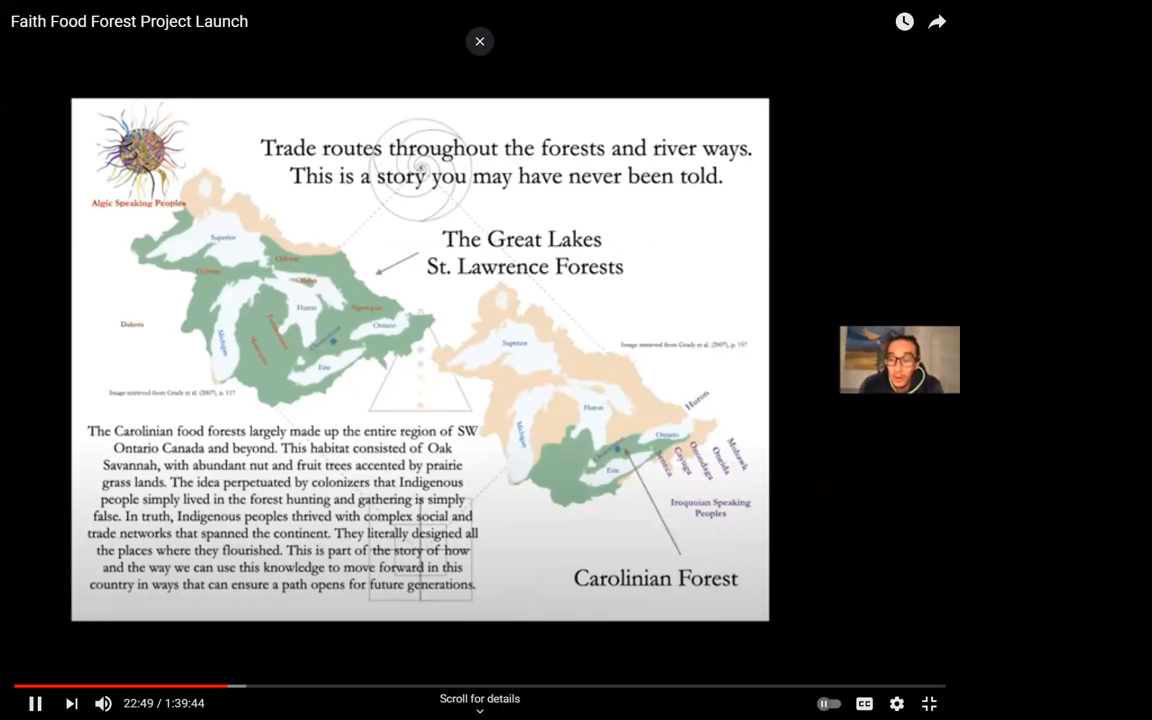 Faith Food Forest Project Launch
Trade routes throughout the forests and river ways.
This is a story you may have never been told.
Algic Speaking Peoples
The Great Lakes
St. Lawrence Forests
Superior
Ojibway
Odawa
Huron
Algonquian
Dakota
Michigan
Ontario
Erie
Image retrieved from Grady et al. (2007), p. 117
Superior
Image retrieved from Grady et al. (2007), p. 157
Huron
Huron
Michigan
Ontario
Erie
Seneca
Cayuga
Onondaga
Oneida
Mohawk
Iroquoian Speaking
Peoples
Carolinian Forest
The Carolinian food forests largely made up the entire region of SW
Ontario Canada and beyond. This habitat consisted of Oak
Savannah, with abundant nut and fruit trees accented by prairie
grass lands. The idea perpetuated by colonizers that Indigenous
people simply lived in the forest hunting and gathering is simply
false. In truth, Indigenous peoples thrived with complex social and
trade networks that spanned the continent. They literally designed all
the places where they flourished. This is part of the story of how
and the way we can use this knowledge to move forward in this
country in ways that can ensure a path opens for future generations.
22:49 / 1:39:44
Scroll for details
CC